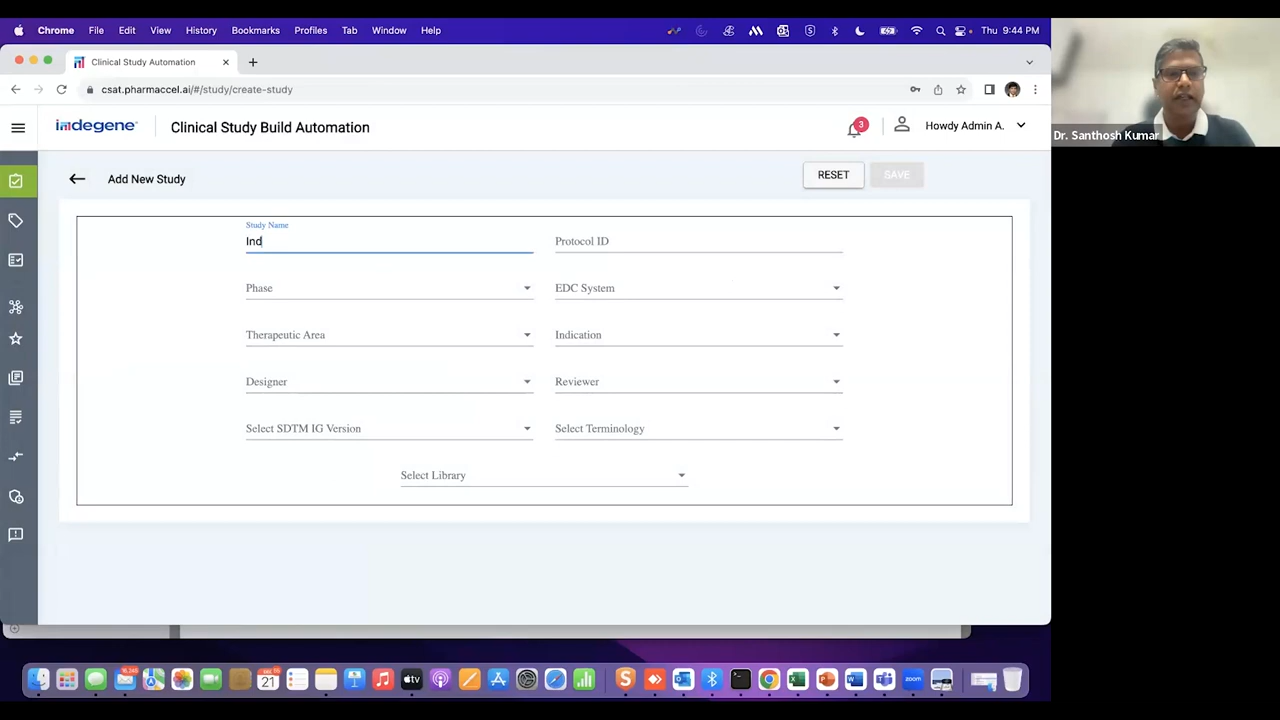 Chrome File Edit View History Bookmarks Profiles Tab Window Help Thu 9:44 PM
Clinical Study Automation
csat.pharmaccel.ai/#/study/create-study
indegene Clinical Study Build Automation 3 Howdy Admin A.
Add New Study RESET SAVE
Study Name
Ind Protocol ID
Phase EDC System
Therapeutic Area Indication
Designer Reviewer
Select SDTM IG Version Select Terminology
Select Library
Dr. Santhosh Kumar
21
tv
zoom